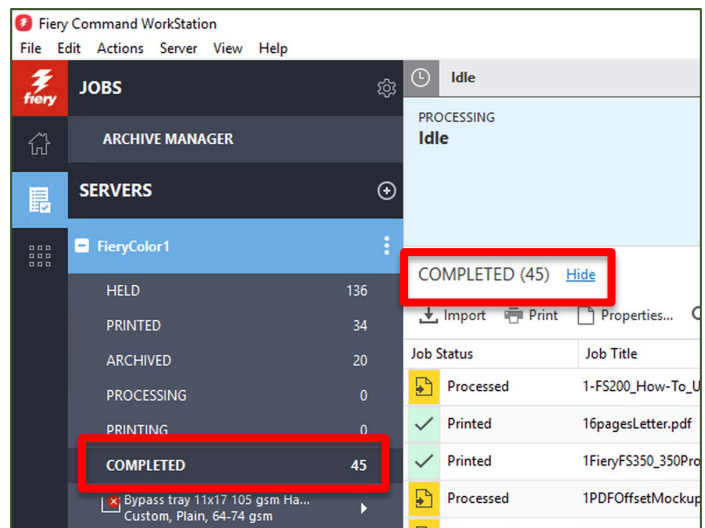 Fiery Command WorkStation
File Edit Actions Server View Help
fiery
JOBS
ARCHIVE MANAGER
SERVERS
FieryColor1
HELD 136
PRINTED 34
ARCHIVED 20
PROCESSING 0
PRINTING 0
COMPLETED 45
Bypass tray 11x17 105 gsm Ha...
Custom, Plain, 64-74 gsm
Idle
PROCESSING
Idle
COMPLETED (45) Hide
Import Print Properties...
Job Status Job Title
Processed 1-FS200_How-To_U
Printed 16pagesLetter.pdf
Printed 1FieryFS350_350Pro
Processed 1PDFOffsetMockup